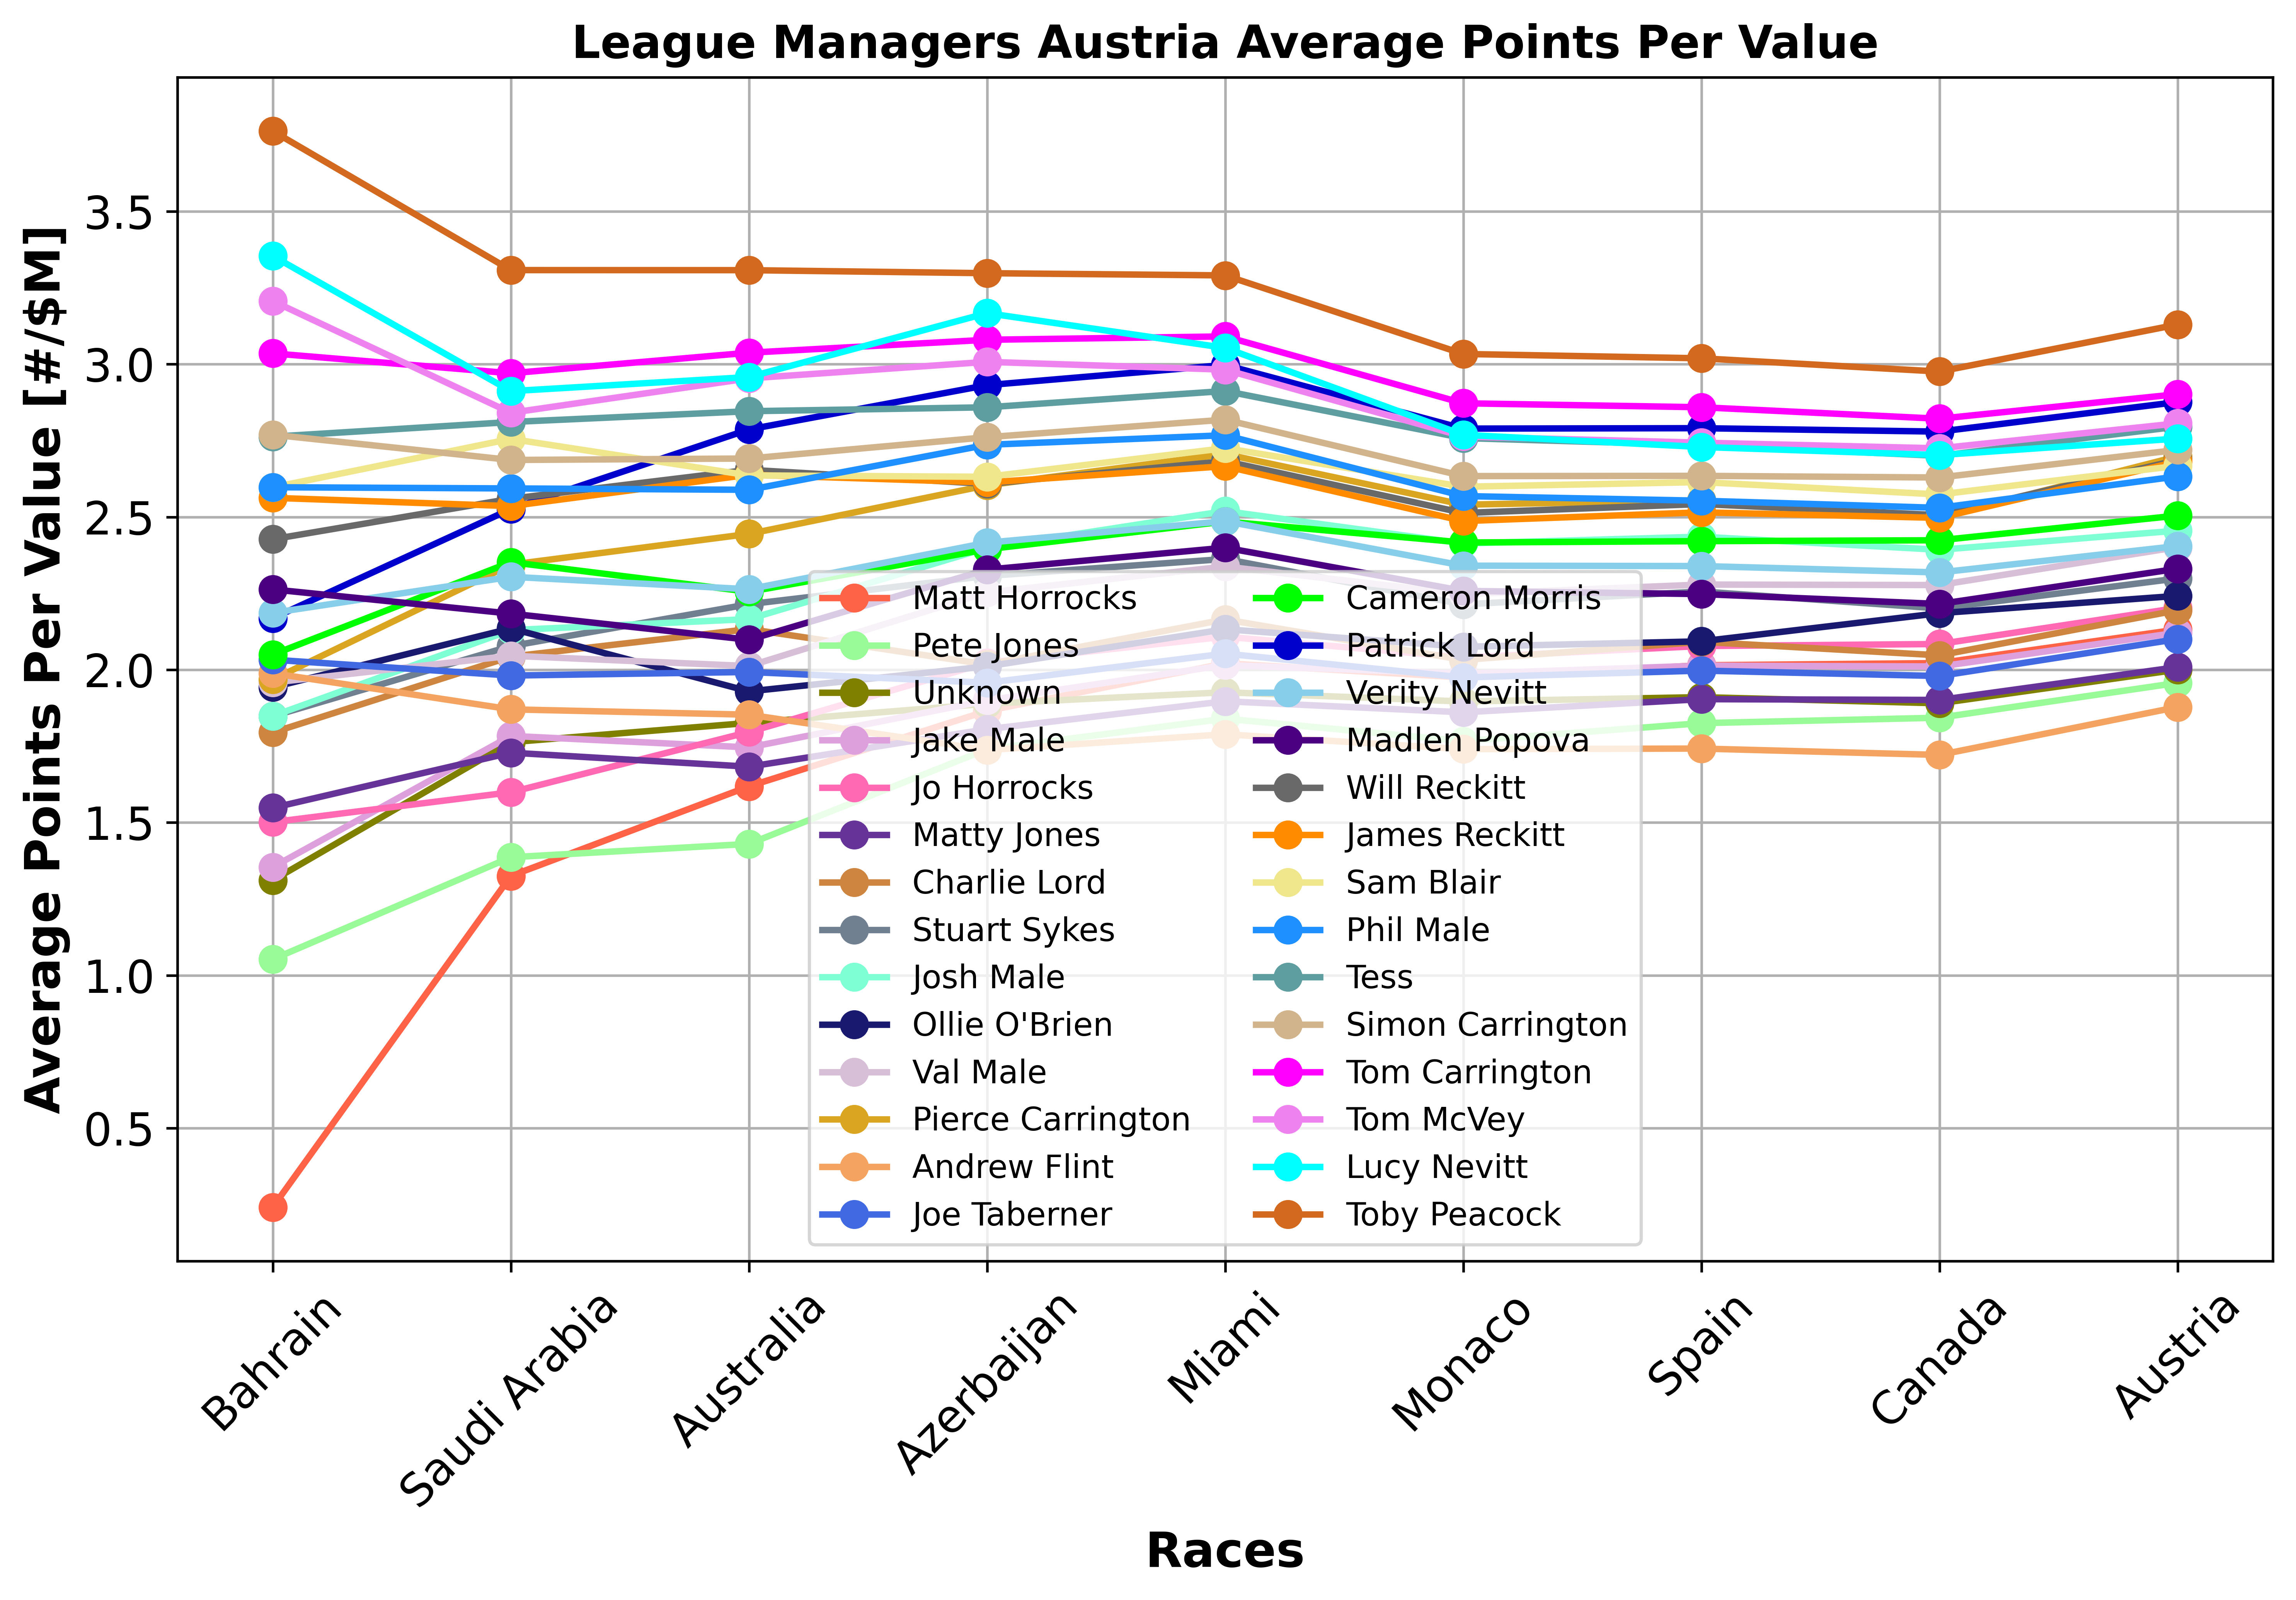 League Managers Austria Average Points Per Value
Average Points Per Value [#/$M]
3.5
3.0
2.5
2.0
1.5
1.0
0.5
Matt Horrocks
Pete Jones
Unknown
Jake Male
Jo Horrocks
Matty Jones
Charlie Lord
Stuart Sykes
Josh Male
Ollie O'Brien
Val Male
Pierce Carrington
Andrew Flint
Joe Taberner
Cameron Morris
Patrick Lord
Verity Nevitt
Madlen Popova
Will Reckitt
James Reckitt
Sam Blair
Phil Male
Tess
Simon Carrington
Tom Carrington
Tom McVey
Lucy Nevitt
Toby Peacock
Bahrain
Saudi Arabia
Australia
Azerbaijan
Miami
Monaco
Spain
Canada
Austria
Races